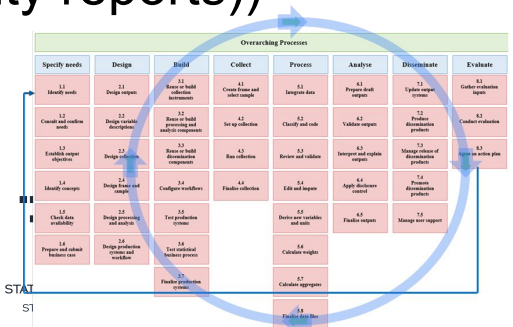 ity reports))
Overarching Processes
Specify needs
Design
Build
Collect
Process
Analyse
Disseminate
Evaluate
1.1
Identify needs
1.2
Consult and confirm
needs
1.3
Establish output
objectives
1.4
Identify concepts
1.5
Check data
availability
1.6
Prepare and submit
business case
2.1
Design outputs
2.2
Design variable
descriptions
2.3
Design collection
2.4
Design frame and
sample
2.5
Design processing
and analysis
2.6
Design production
systems and
workflow
3.1
Reuse or build
collection
instruments
3.2
Reuse or build
processing and
analysis components
3.3
Reuse or build
dissemination
components
3.4
Configure workflows
3.5
Test production
systems
3.6
Test statistical
business process
3.7
Finalize production
systems
4.1
Create frame and
select sample
4.2
Set up collection
4.3
Run collection
4.4
Finalize collection
5.1
Integrate data
5.2
Classify and code
5.3
Review and validate
5.4
Edit and impute
5.5
Derive new variables
and units
5.6
Calculate weights
5.7
Calculate aggregates
5.8
Finalize data files
6.1
Prepare draft
outputs
6.2
Validate outputs
6.3
Interpret and explain
outputs
6.4
Apply disclosure
control
6.5
Finalise outputs
7.1
Update output
systems
7.2
Produce
dissemination
products
7.3
Manage release of
dissemination
products
7.4
Promote
dissemination
products
7.5
Manage user support
8.1
Gather evaluation
inputs
8.2
Conduct evaluation
8.3
Agree an action plan
STAT
ST